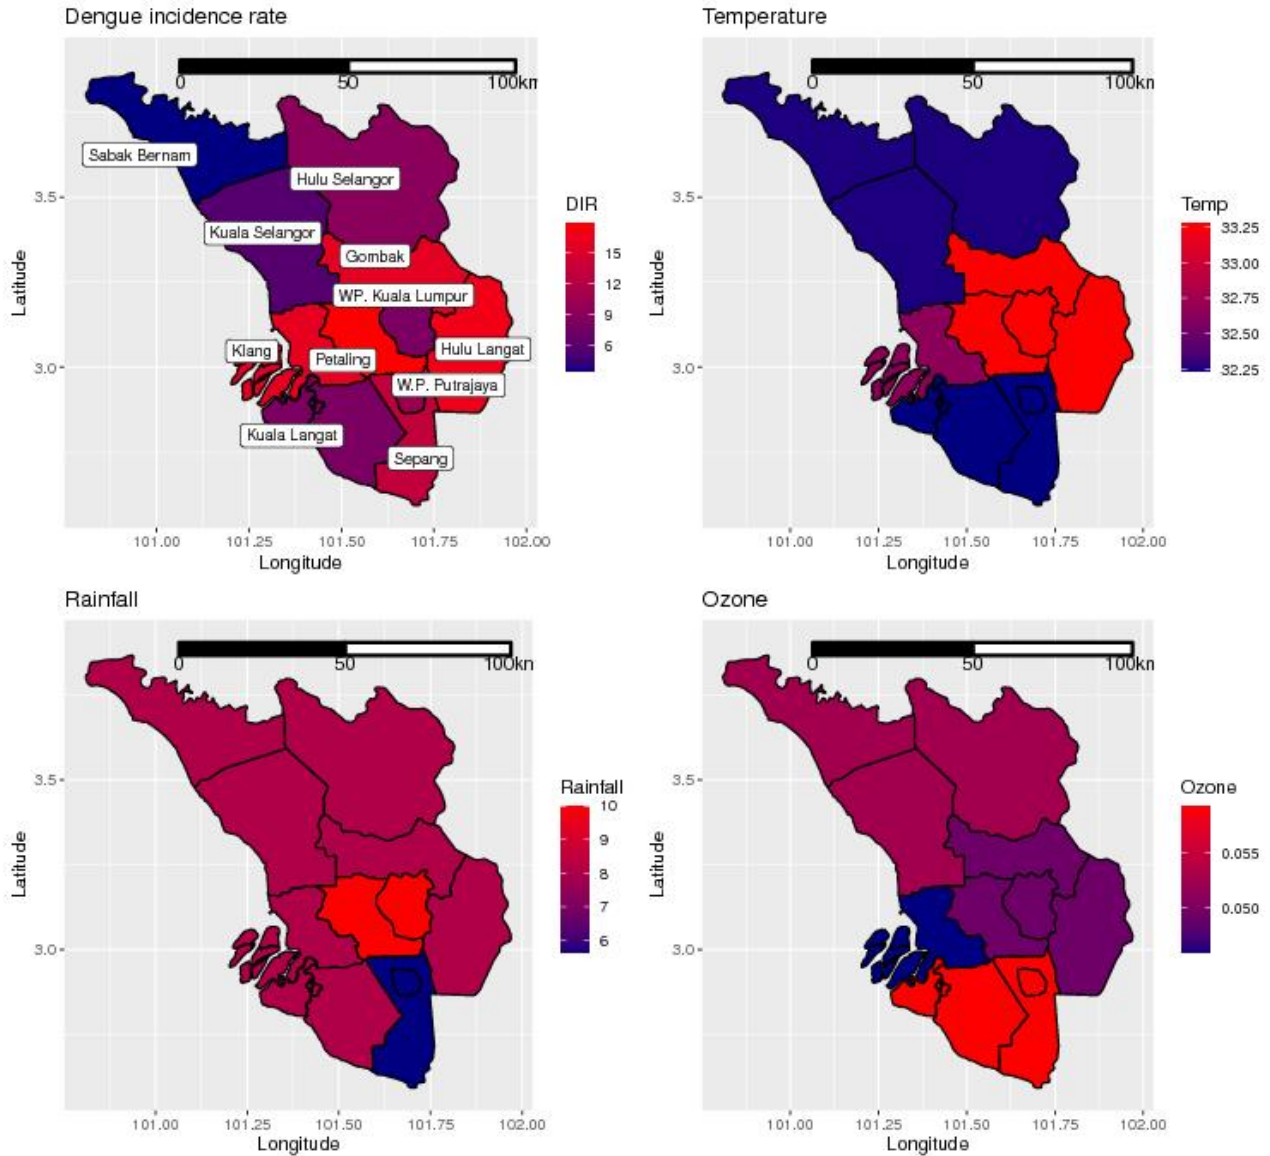 Dengue incidence rate
0 50 100kn
Sabak Bernam
Hulu Selangor
Kuala Selangor
Gombak
WP. Kuala Lumpur
Klang
Petaling
Hulu Langat
W.P. Putrajaya
Kuala Langat
Sepang
3.5
3.0
Latitude
101.00 101.25 101.50 101.75 102.00
Longitude
DIR
15
12
9
6
Temperature
0 50 100kn
3.5
3.0
Latitude
101.00 101.25 101.50 101.75 102.00
Longitude
Temp
33.25
33.00
32.75
32.50
32.25
Rainfall
0 50 100kn
3.5
3.0
Latitude
101.00 101.25 101.50 101.75 102.00
Longitude
Rainfall
10
9
8
7
6
Ozone
0 50 100kn
3.5
3.0
Latitude
101.00 101.25 101.50 101.75 102.00
Longitude
Ozone
0.055
0.050